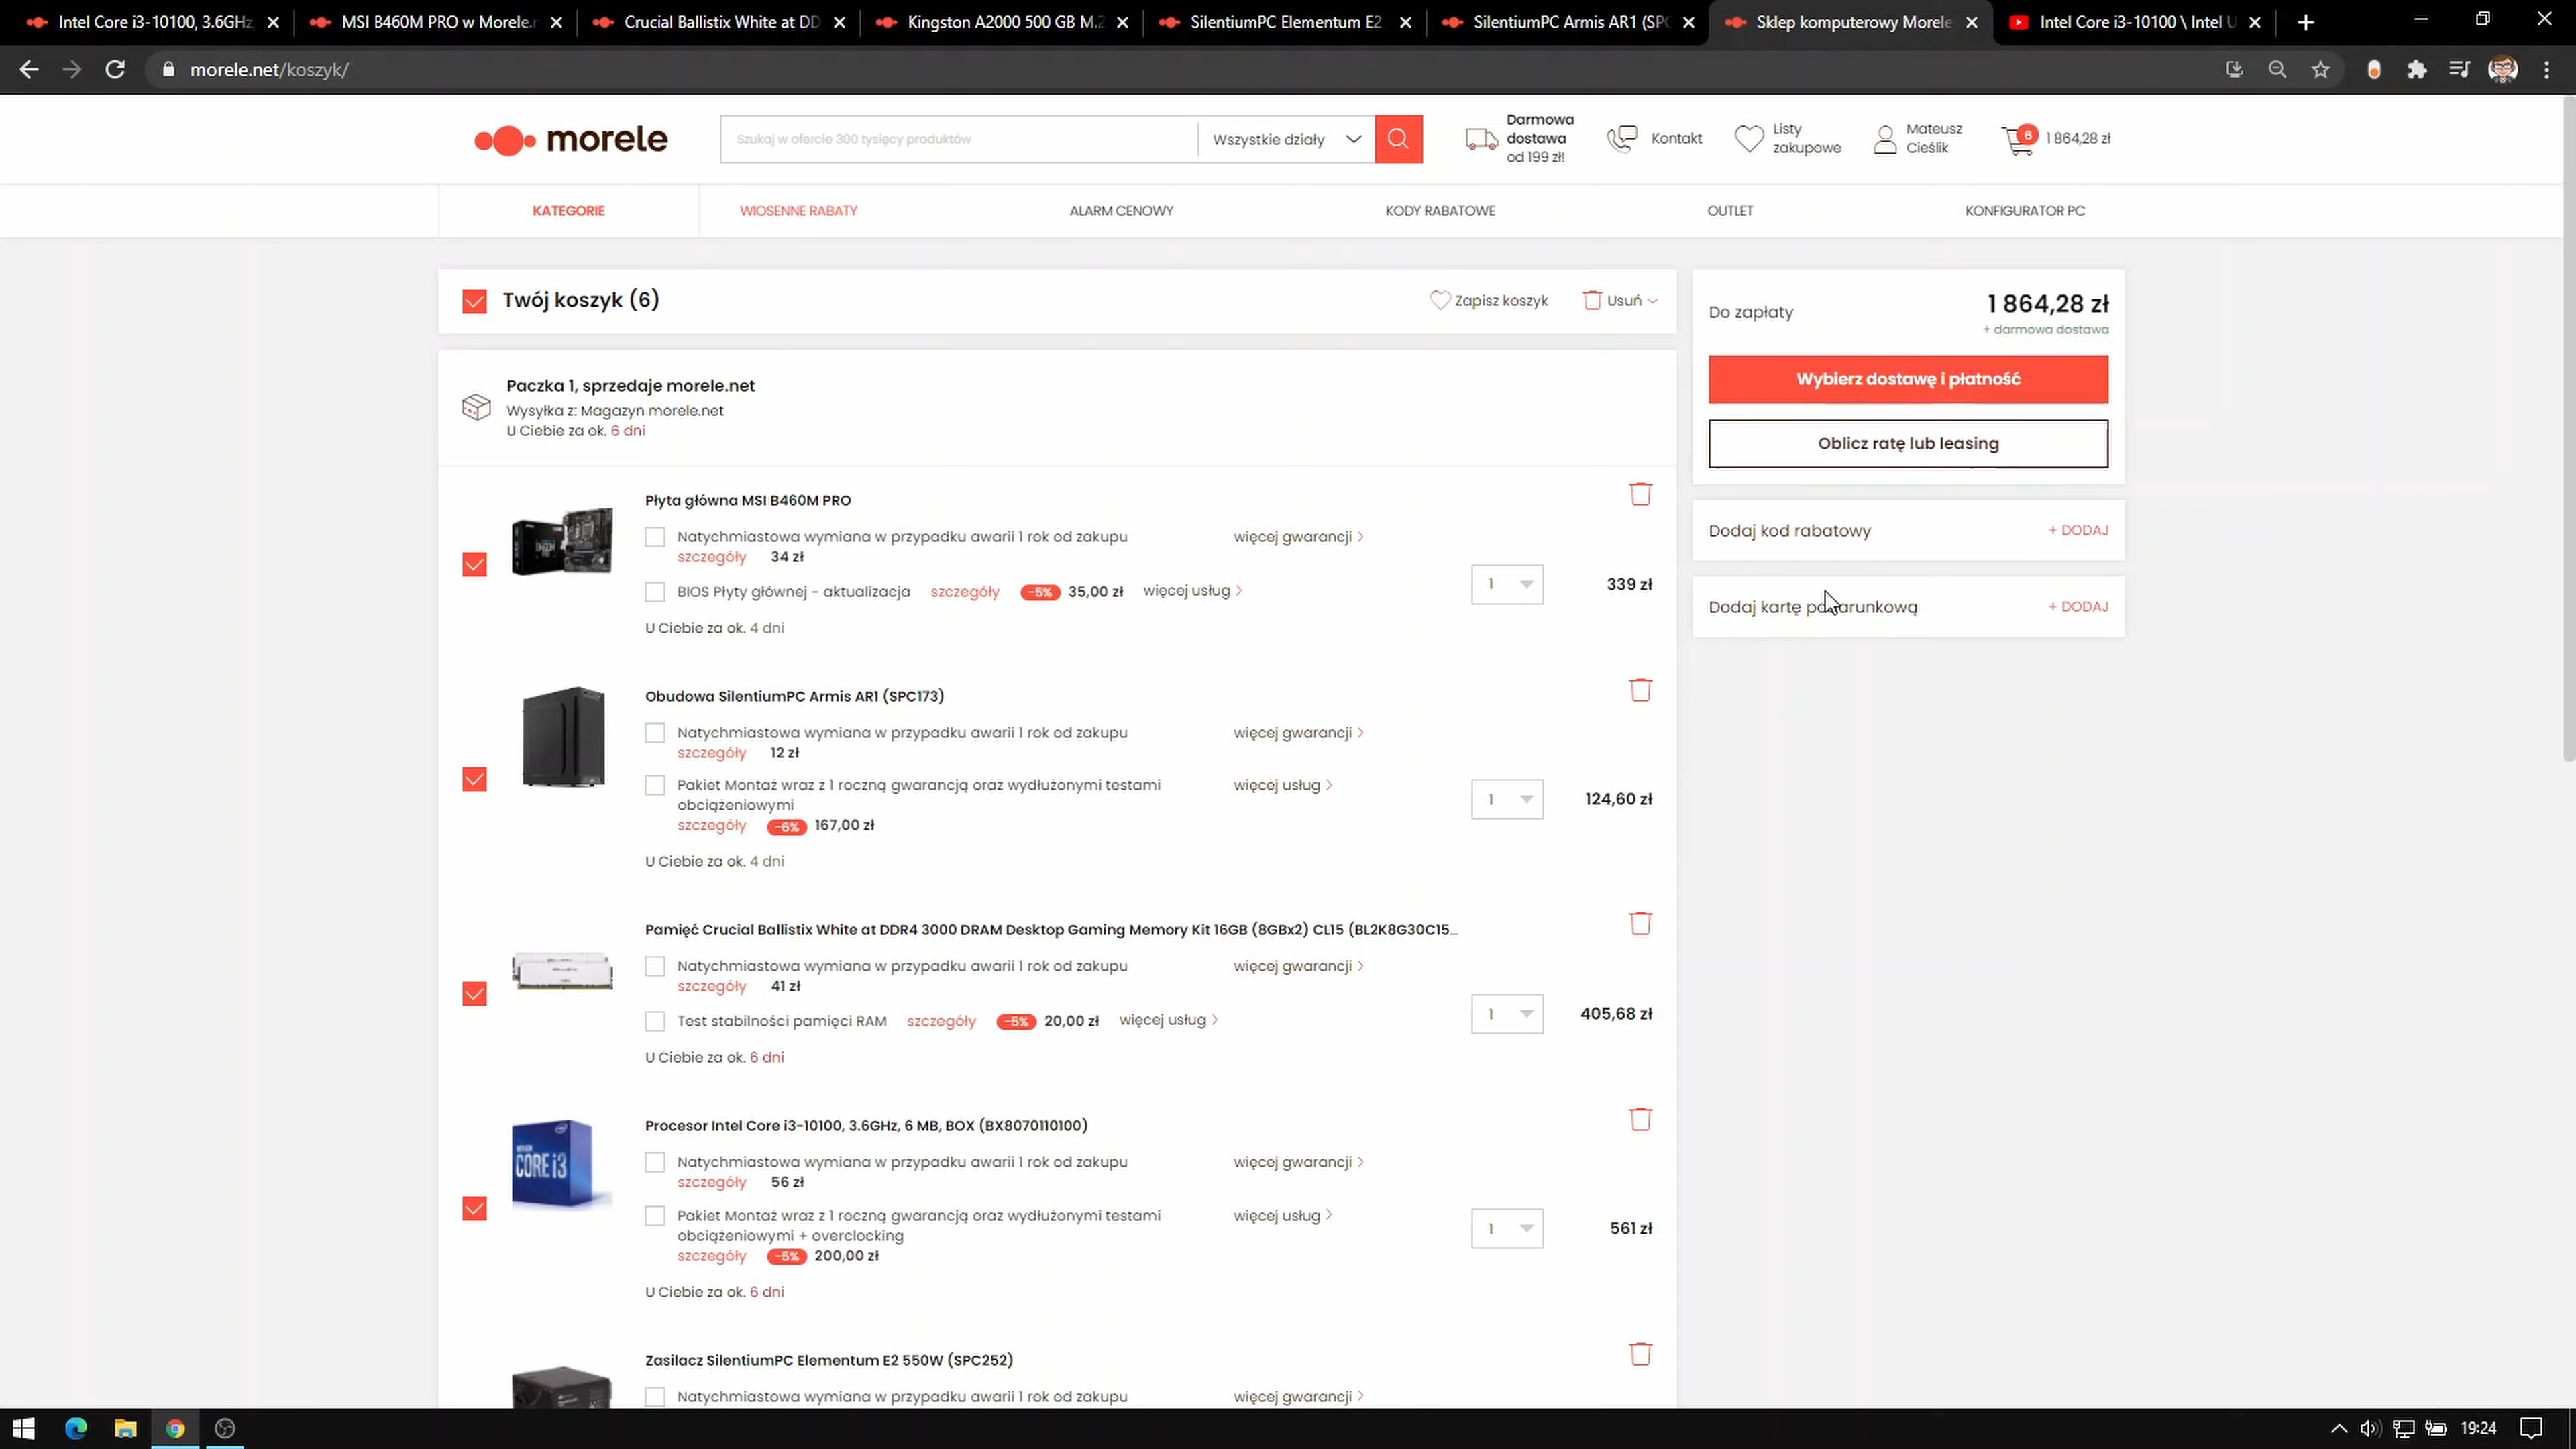 Intel Core i3-10100, 3.6GHz,
MSI B460M PRO w Morele.n
Crucial Ballistix White at DD
Kingston A2000 500 GB M.2
SilentiumPC Elementum E2
SilentiumPC Armis AR1 (SPC
Sklep komputerowy Morele
Intel Core i3-10100 \ Intel U
morele.net/koszyk/
morele
Szukaj w ofercie 300 tysięcy produktów
Wszystkie działy
Darmowa
dostawa
od 199 zł!
Kontakt
Listy
zakupowe
Mateusz
Cieślik
6
1 864,28 zł
KATEGORIE
WIOSENNE RABATY
ALARM CENOWY
KODY RABATOWE
OUTLET
KONFIGURATOR PC
Twój koszyk (6)
Zapisz koszyk
Usuń
Do zapłaty
1 864,28 zł
+ darmowa dostawa
Wybierz dostawę i płatność
Oblicz ratę lub leasing
Dodaj kod rabatowy
+ DODAJ
Dodaj kartę podarunkową
+ DODAJ
Paczka 1, sprzedaje morele.net
Wysyłka z: Magazyn morele.net
U Ciebie za ok. 6 dni
Płyta główna MSI B460M PRO
Natychmiastowa wymiana w przypadku awarii 1 rok od zakupu
więcej gwarancji
szczegóły 34 zł
BIOS Płyty głównej - aktualizacja szczegóły -5% 35,00 zł więcej usług
1
339 zł
U Ciebie za ok. 4 dni
Obudowa SilentiumPC Armis AR1 (SPC173)
Natychmiastowa wymiana w przypadku awarii 1 rok od zakupu
więcej gwarancji
szczegóły 12 zł
Pakiet Montaż wraz z 1 roczną gwarancją oraz wydłużonymi testami
więcej usług
obciążeniowymi
szczegóły -6% 167,00 zł
1
124,60 zł
U Ciebie za ok. 4 dni
Pamięć Crucial Ballistix White at DDR4 3000 DRAM Desktop Gaming Memory Kit 16GB (8GBx2) CL15 (BL2K8G30C15...
Natychmiastowa wymiana w przypadku awarii 1 rok od zakupu
więcej gwarancji
szczegóły 41 zł
Test stabilności pamięci RAM szczegóły -5% 20,00 zł więcej usług
1
405,68 zł
U Ciebie za ok. 6 dni
Procesor Intel Core i3-10100, 3.6GHz, 6 MB, BOX (BX8070110100)
CORE i3
Natychmiastowa wymiana w przypadku awarii 1 rok od zakupu
więcej gwarancji
szczegóły 56 zł
Pakiet Montaż wraz z 1 roczną gwarancją oraz wydłużonymi testami
więcej usług
obciążeniowymi + overclocking
szczegóły -5% 200,00 zł
1
561 zł
U Ciebie za ok. 6 dni
Zasilacz SilentiumPC Elementum E2 550W (SPC252)
Natychmiastowa wymiana w przypadku awarii 1 rok od zakupu
więcej gwarancji
19:24